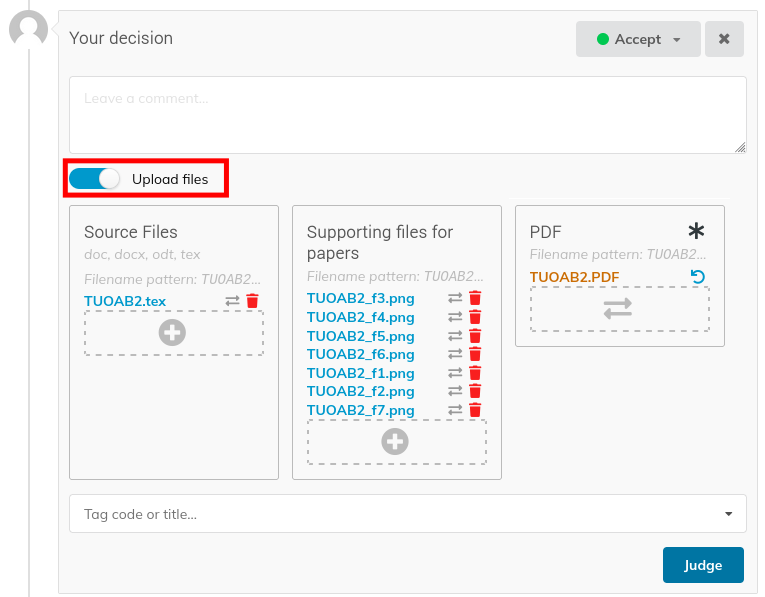 Your decision
Accept
Leave a comment...
Upload files
Source Files
doc, docx, odt, tex
Filename pattern: TUOAB2...
TUOAB2.tex
Supporting files for
papers
Filename pattern: TUOAB2...
TUOAB2_f3.png
TUOAB2_f4.png
TUOAB2_f5.png
TUOAB2_f6.png
TUOAB2_f1.png
TUOAB2_f2.png
TUOAB2_f7.png
PDF
Filename pattern: TUOAB2...
TUOAB2.PDF
Tag code or title...
Judge